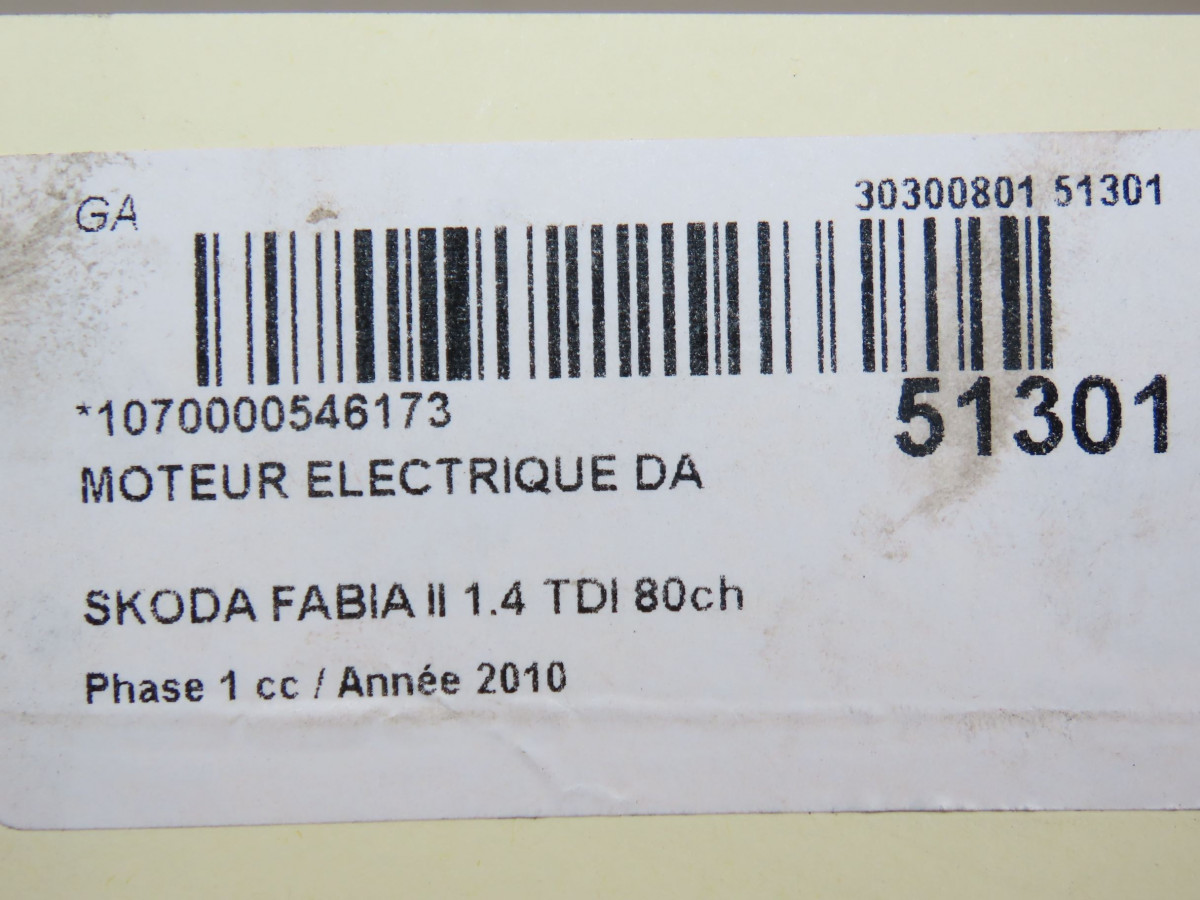 GA
30300801 51301
*1070000546173
51301
MOTEUR ELECTRIQUE DA
SKODA FABIA II 1.4 TDI 80ch
Phase 1 cc / Année 2010